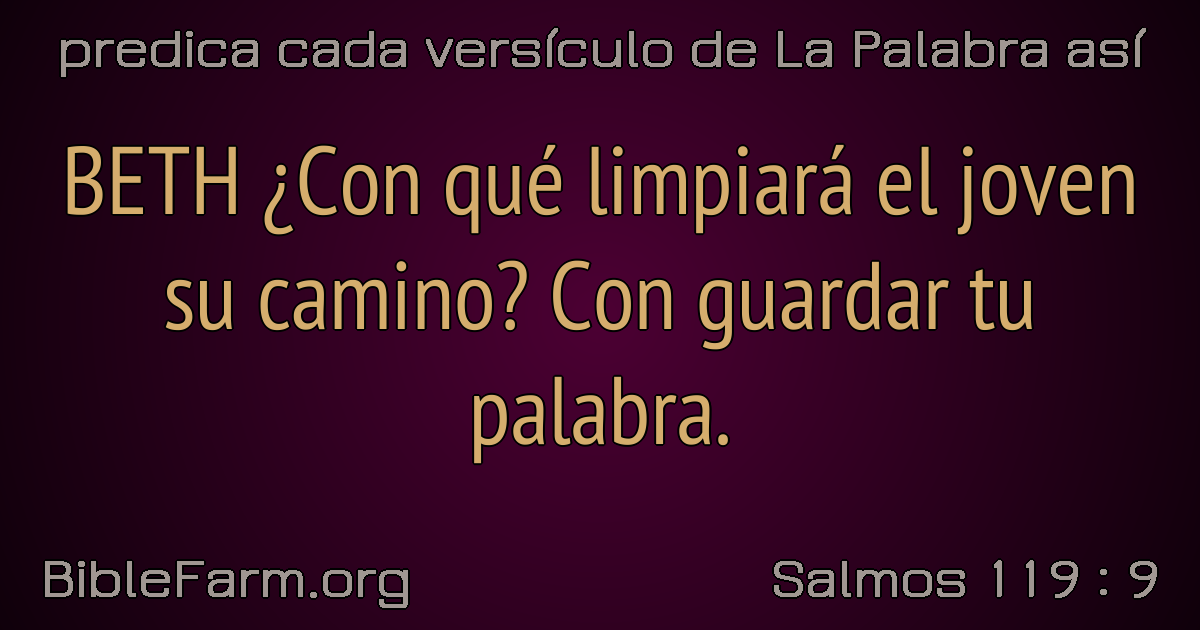 predica cada versículo de La Palabra así
BETH ¿Con qué limpiará el joven
su camino? Con guardar tu
palabra.
BibleFarm.org
Salmos 119 : 9